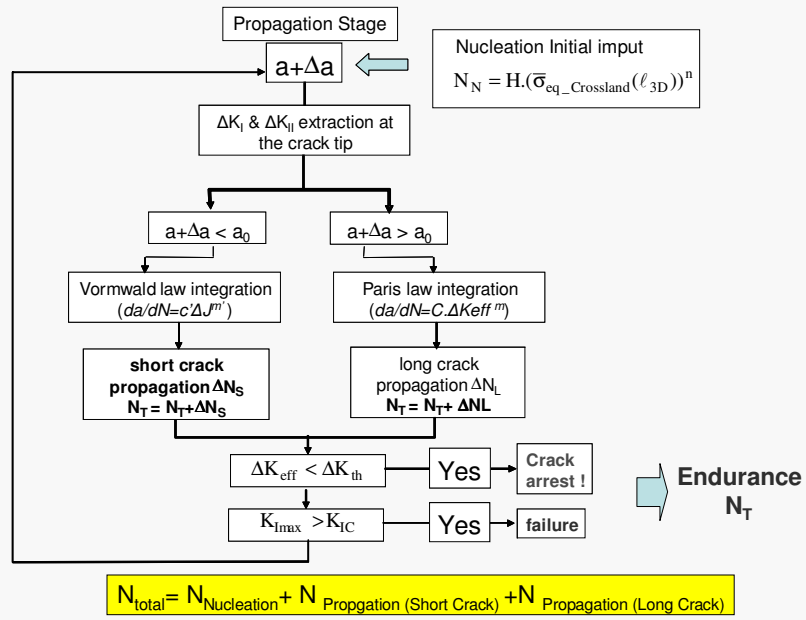 Propagation Stage
a+Δa
Nucleation Initial imput
N_N = H.(σ̅_eq_Crossland(ℓ_3D))^n
ΔK_I & ΔK_II extraction at
the crack tip
a+Δa < a_0
a+Δa > a_0
Vormwald law integration
(da/dN=c'ΔJ^m')
Paris law integration
(da/dN=C.ΔKeff ^m)
short crack
propagation ΔN_S
N_T = N_T+ΔN_S
long crack
propagation ΔN_L
N_T = N_T+ ΔNL
ΔK_eff < ΔK_th
Yes
Crack
arrest !
K_Imax >K_IC
Yes
failure
Endurance
N_T
N_total= N_Nucleation+ N_Propgation (Short Crack) +N_Propagation (Long Crack)